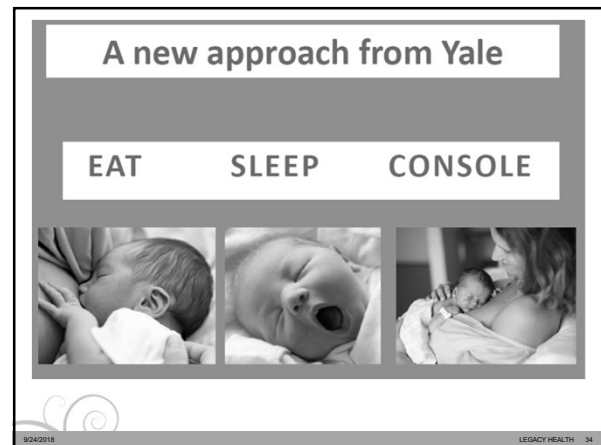 A new approach from Yale
EAT SLEEP CONSOLE
9/24/2018 LEGACY HEALTH 34